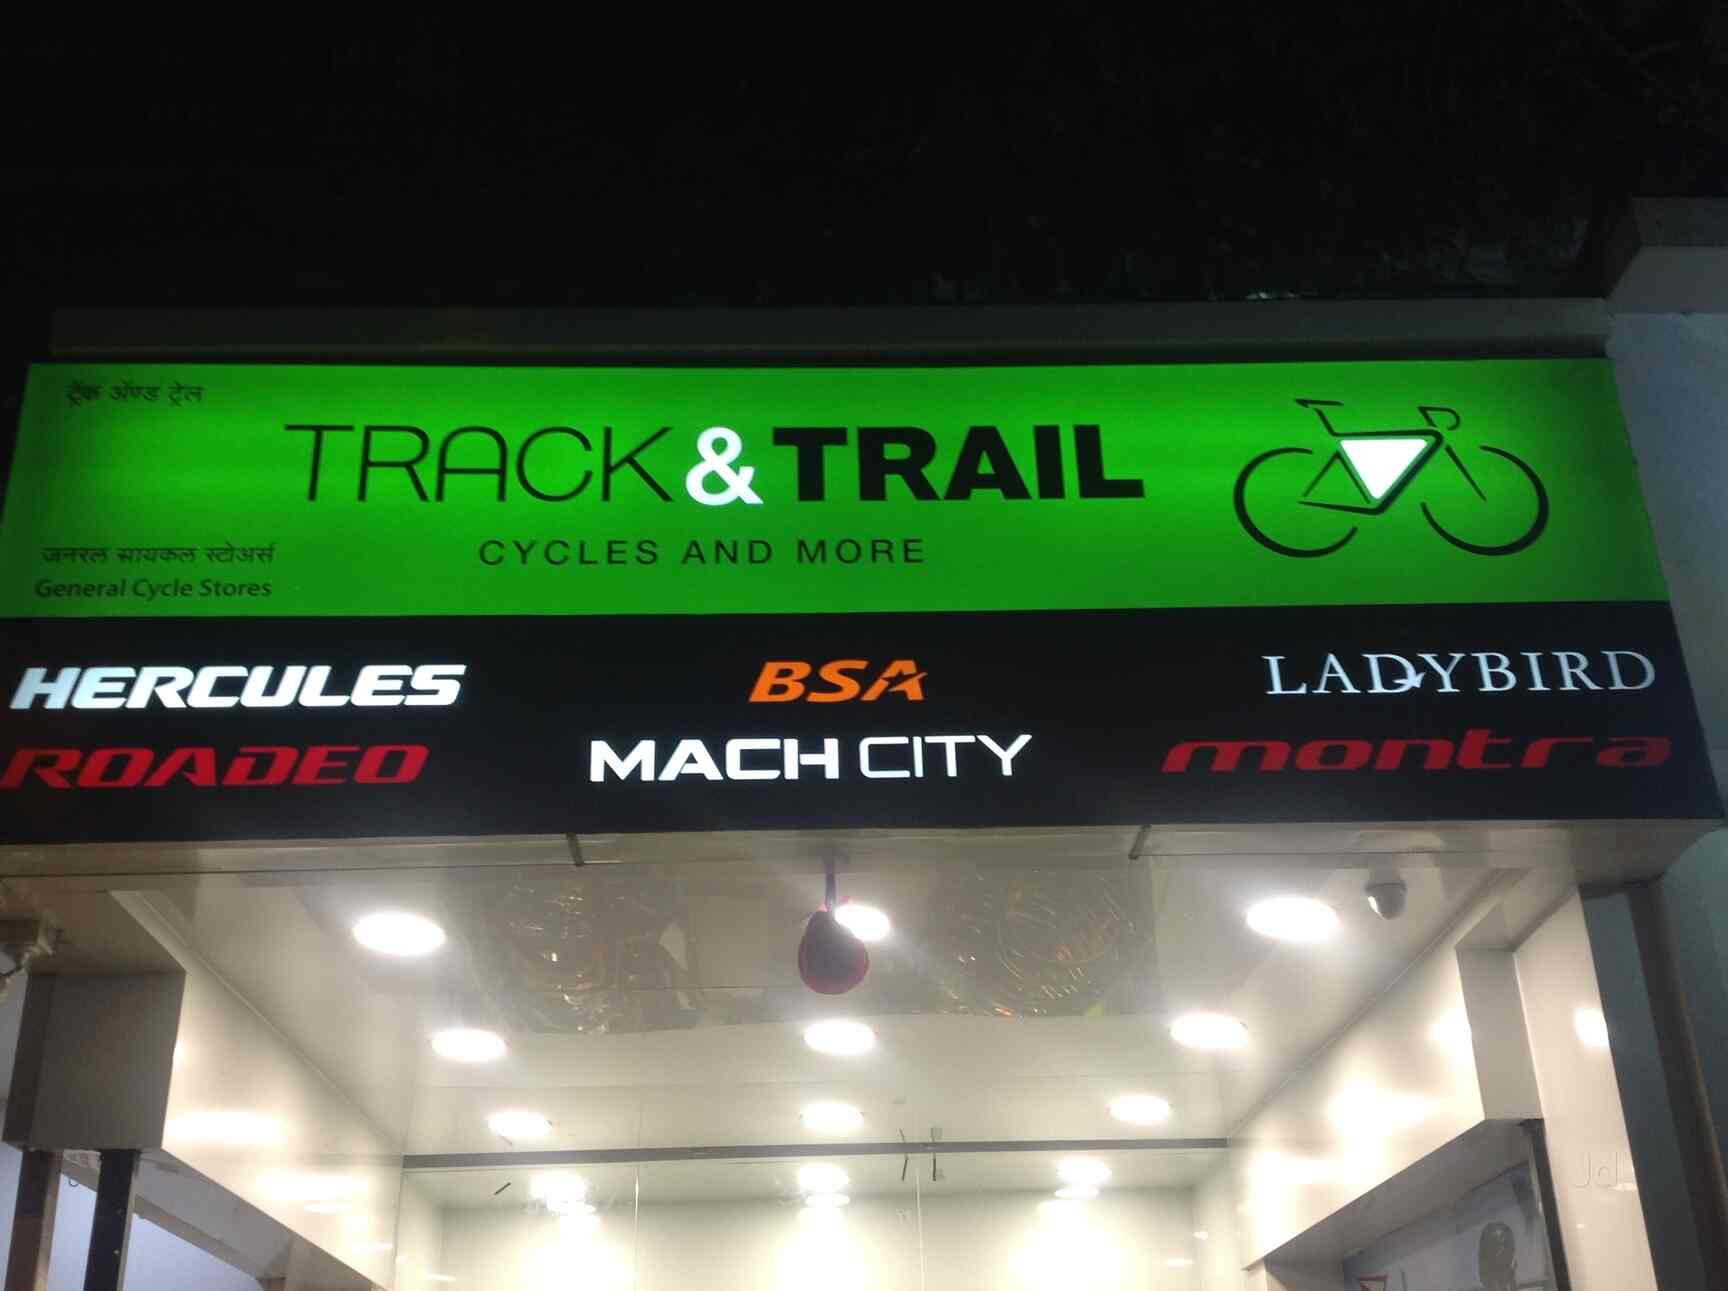 ट्रॅक ॲण्ड ट्रेल
TRACK & TRAIL
CYCLES AND MORE
जनरल सायकल स्टोअर्स
General Cycle Stores
HERCULES BSA LADYBIRD
ROADEO MACH CITY montra
Jd